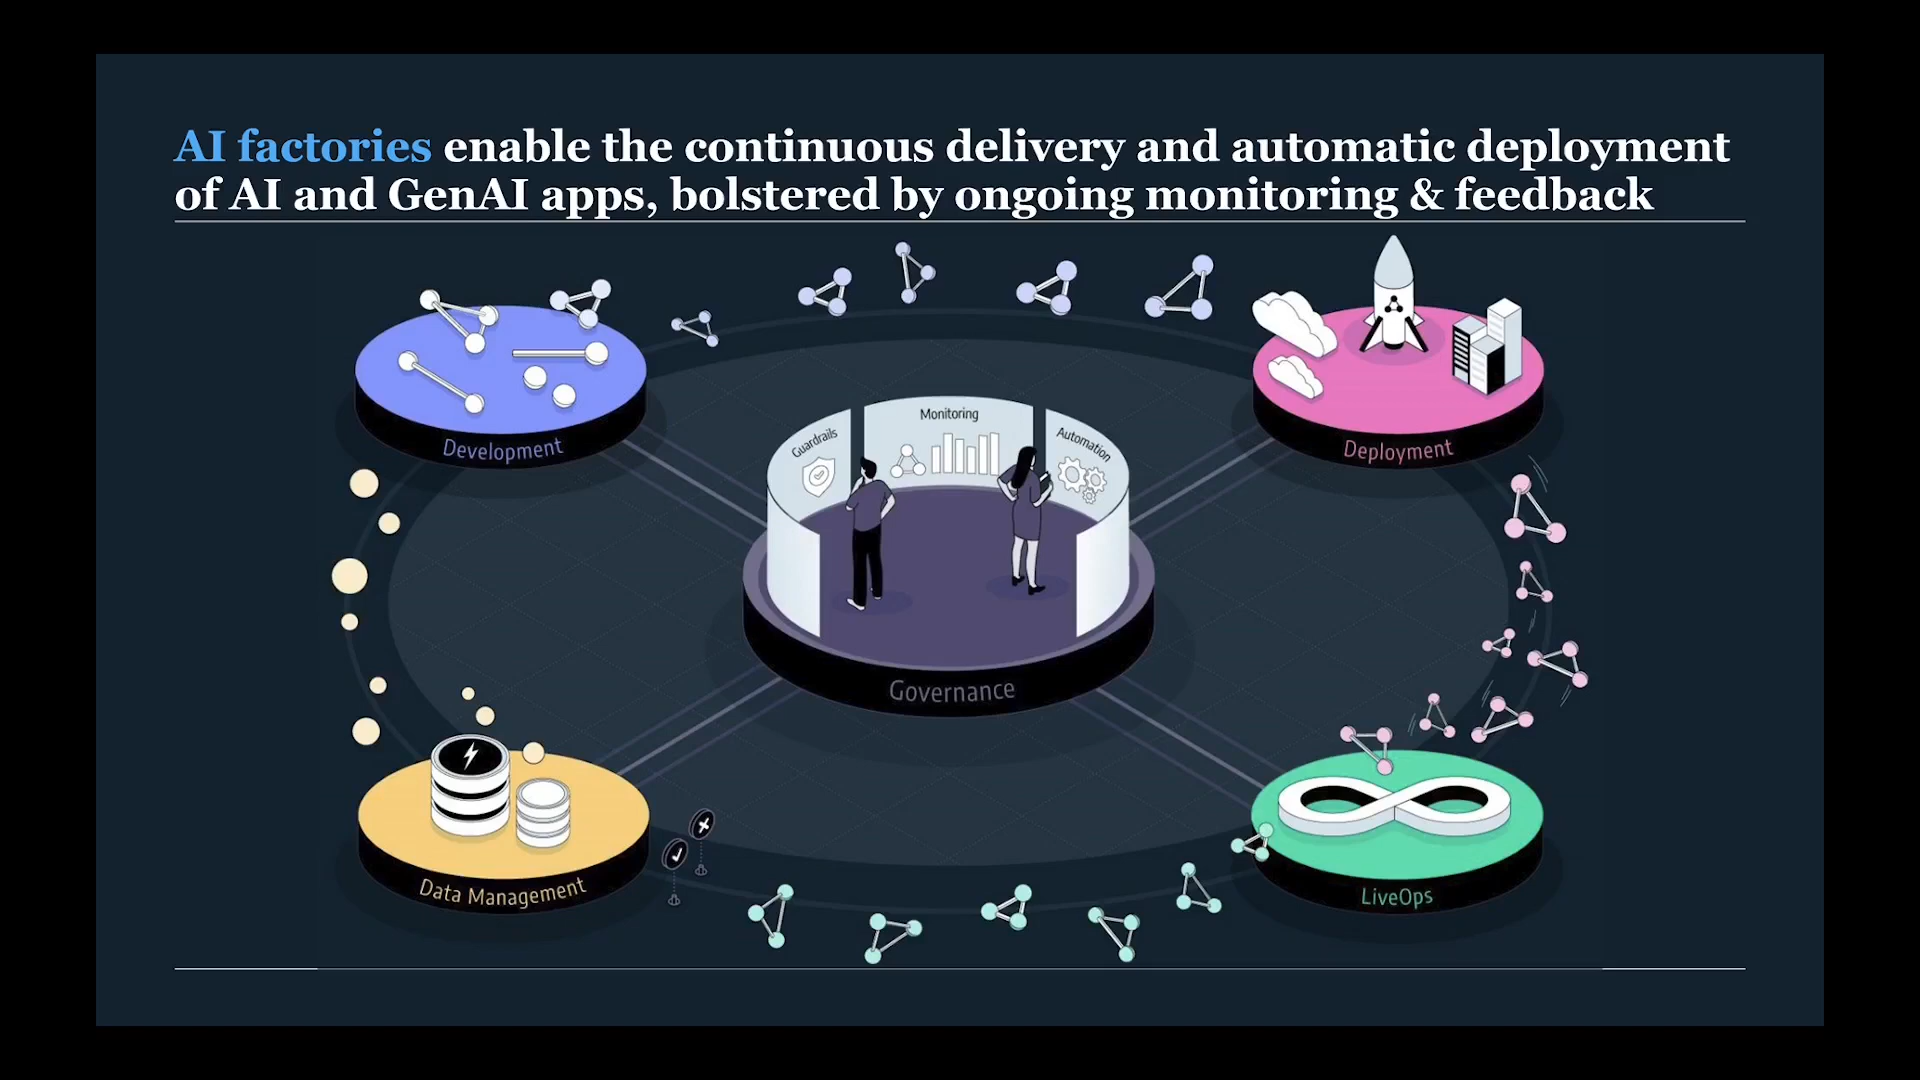 AI factories enable the continuous delivery and automatic deployment
of AI and GenAI apps, bolstered by ongoing monitoring & feedback
Development
Deployment
Guardrails
Monitoring
Automation
Governance
Data Management
LiveOps